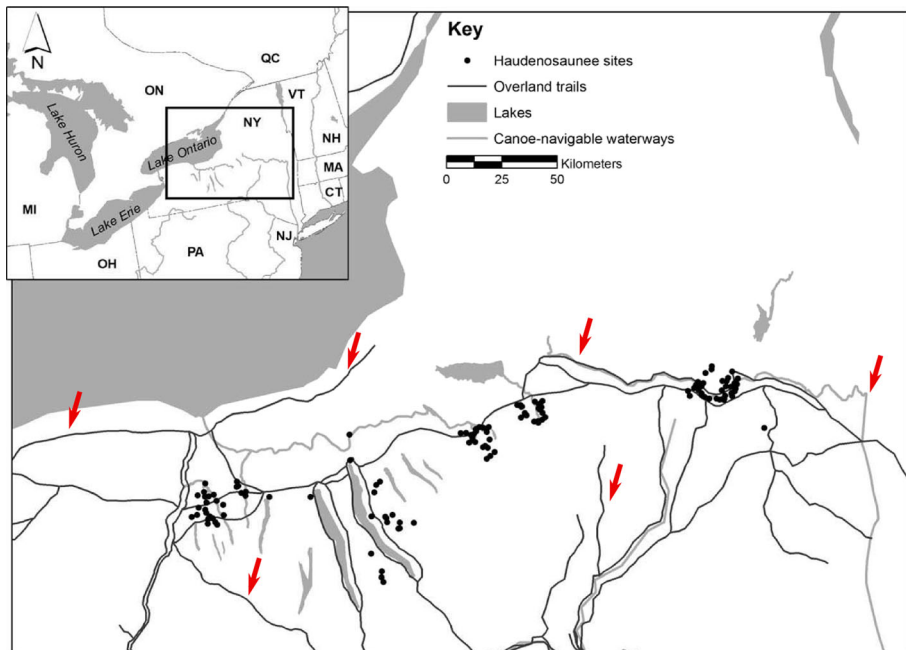 N
QC
ON
VT
NY
NH
Lake Huron
Lake Ontario
MA
CT
MI
Lake Erie
NJ
PA
OH
Key
Haudenosaunee sites
Overland trails
Lakes
Canoe-navigable waterways
Kilometers
0 25 50